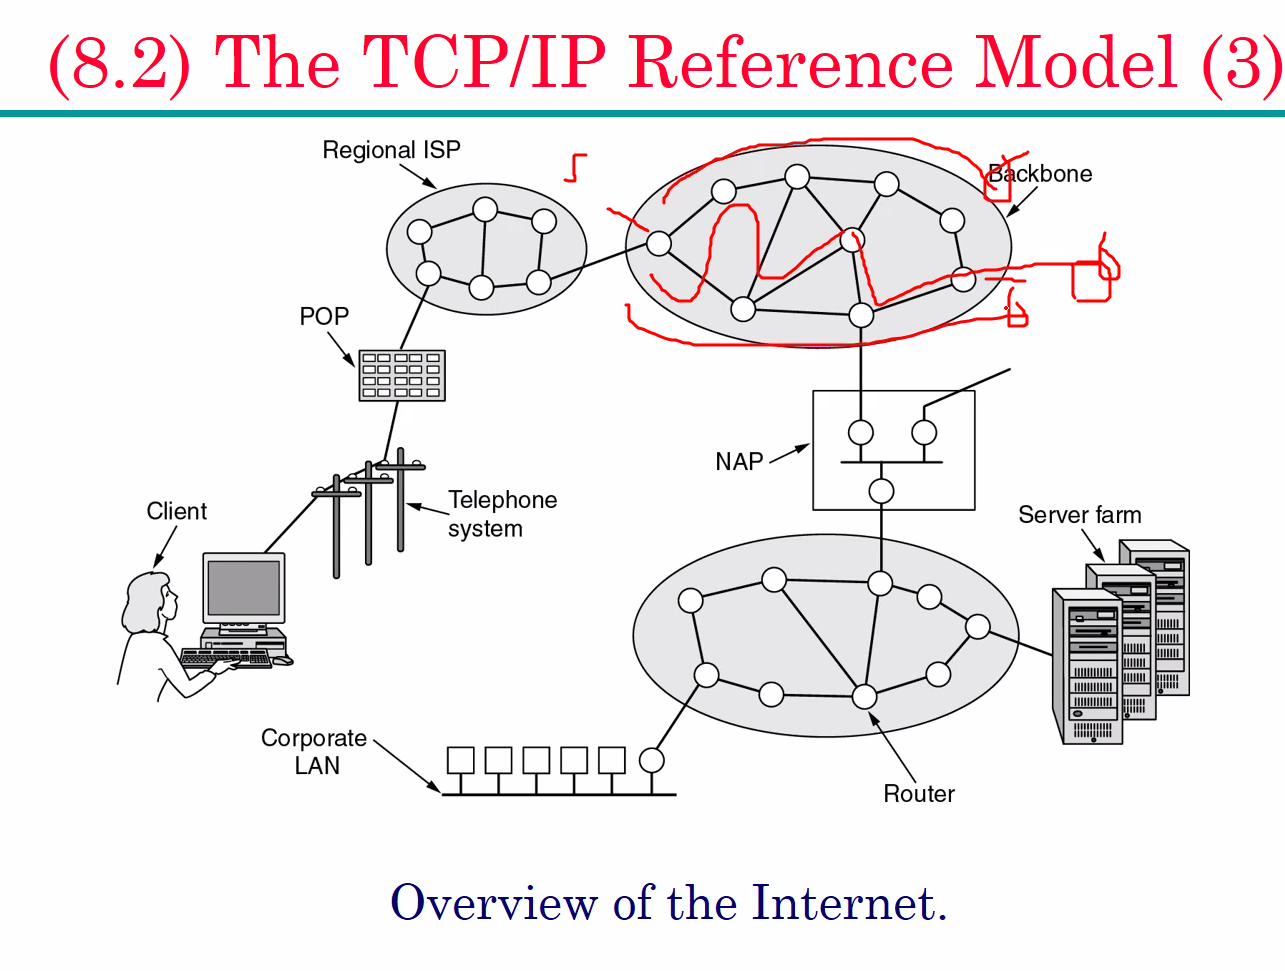 (8.2) The TCP/IP Reference Model (3)
Regional ISP
Backbone
POP
NAP
Telephone
system
Client
Server farm
Corporate
LAN
Router
Overview of the Internet.